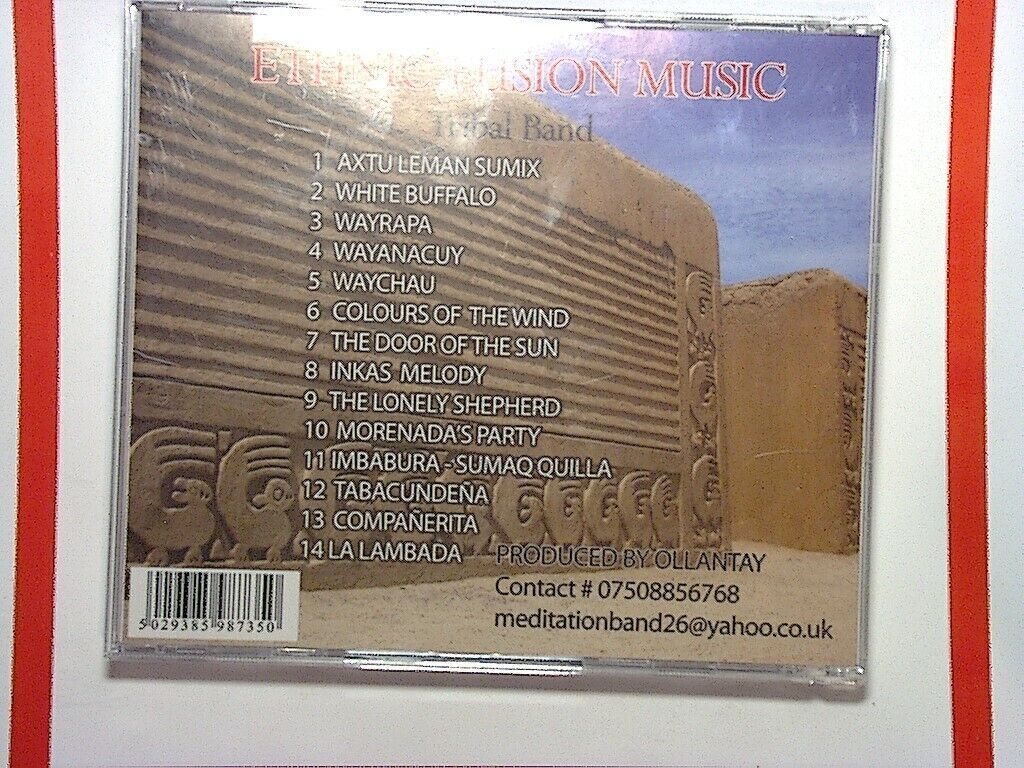 ETHNIC FUSION MUSIC
Tribal Band
1 AXTU LEMAN SUMIX
2 WHITE BUFFALO
3 WAYRAPA
4 WAYANACUY
5 WAYCHAU
6 COLOURS OF THE WIND
7 THE DOOR OF THE SUN
8 INKAS MELODY
9 THE LONELY SHEPHERD
10 MORENADA'S PARTY
11 IMBABURA - SUMAQ QUILLA
12 TABACUNDEÑA
13 COMPAÑERITA
14 LA LAMBADA
PRODUCED BY OLLANTAY
Contact # 07508856768
meditationband26@yahoo.co.uk
5 029385 987350